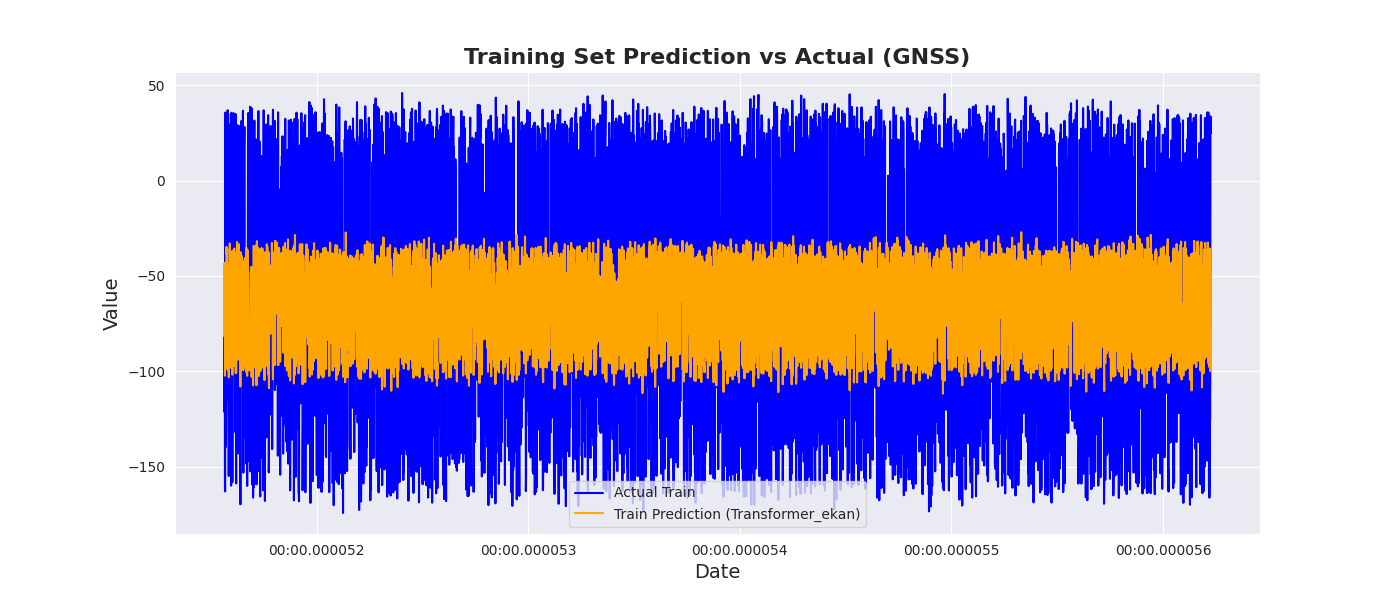 Training Set Prediction vs Actual (GNSS)
50
0
−50
−100
−150
Value
Actual Train
Train Prediction (Transformer_ekan)
00:00.000052
00:00.000053
00:00.000054
00:00.000055
00:00.000056
Date